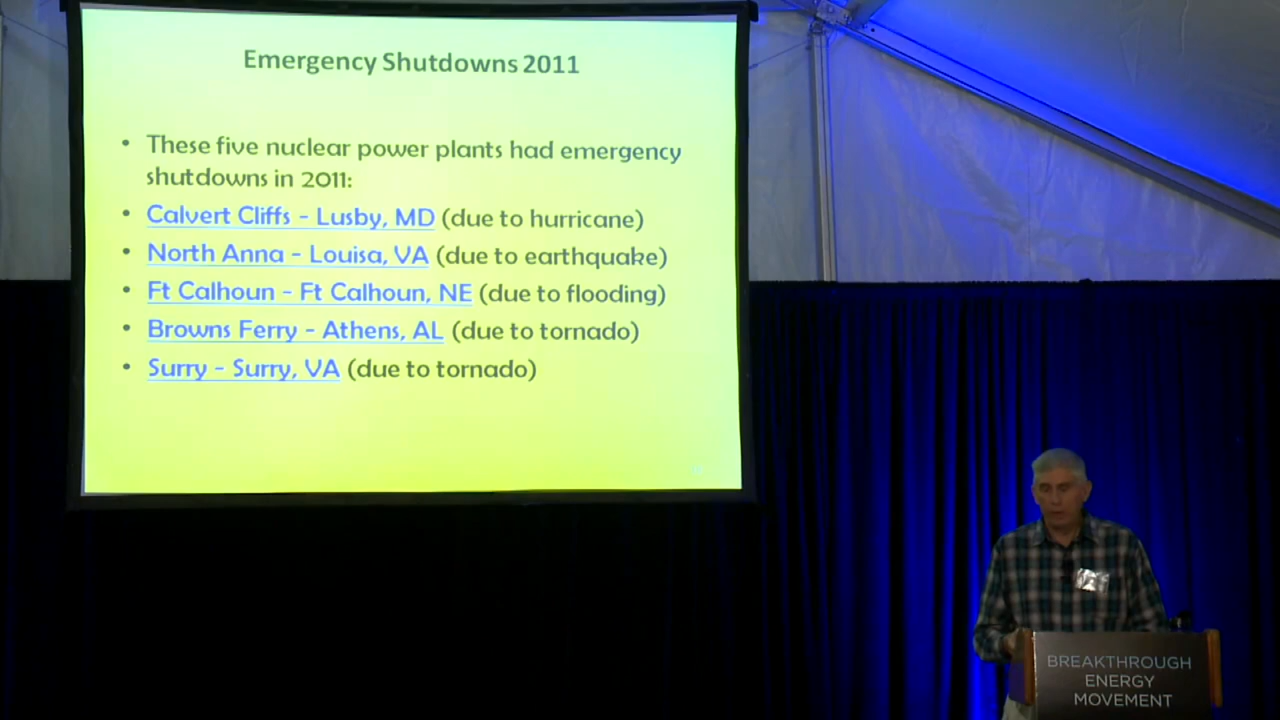 Emergency Shutdowns 2011
• These five nuclear power plants had emergency
shutdowns in 2011:
• Calvert Cliffs - Lusby, MD (due to hurricane)
• North Anna - Louisa, VA (due to earthquake)
• Ft Calhoun - Ft Calhoun, NE (due to flooding)
• Browns Ferry - Athens, AL (due to tornado)
• Surry - Surry, VA (due to tornado)
BREAKTHROUGH
ENERGY
MOVEMENT